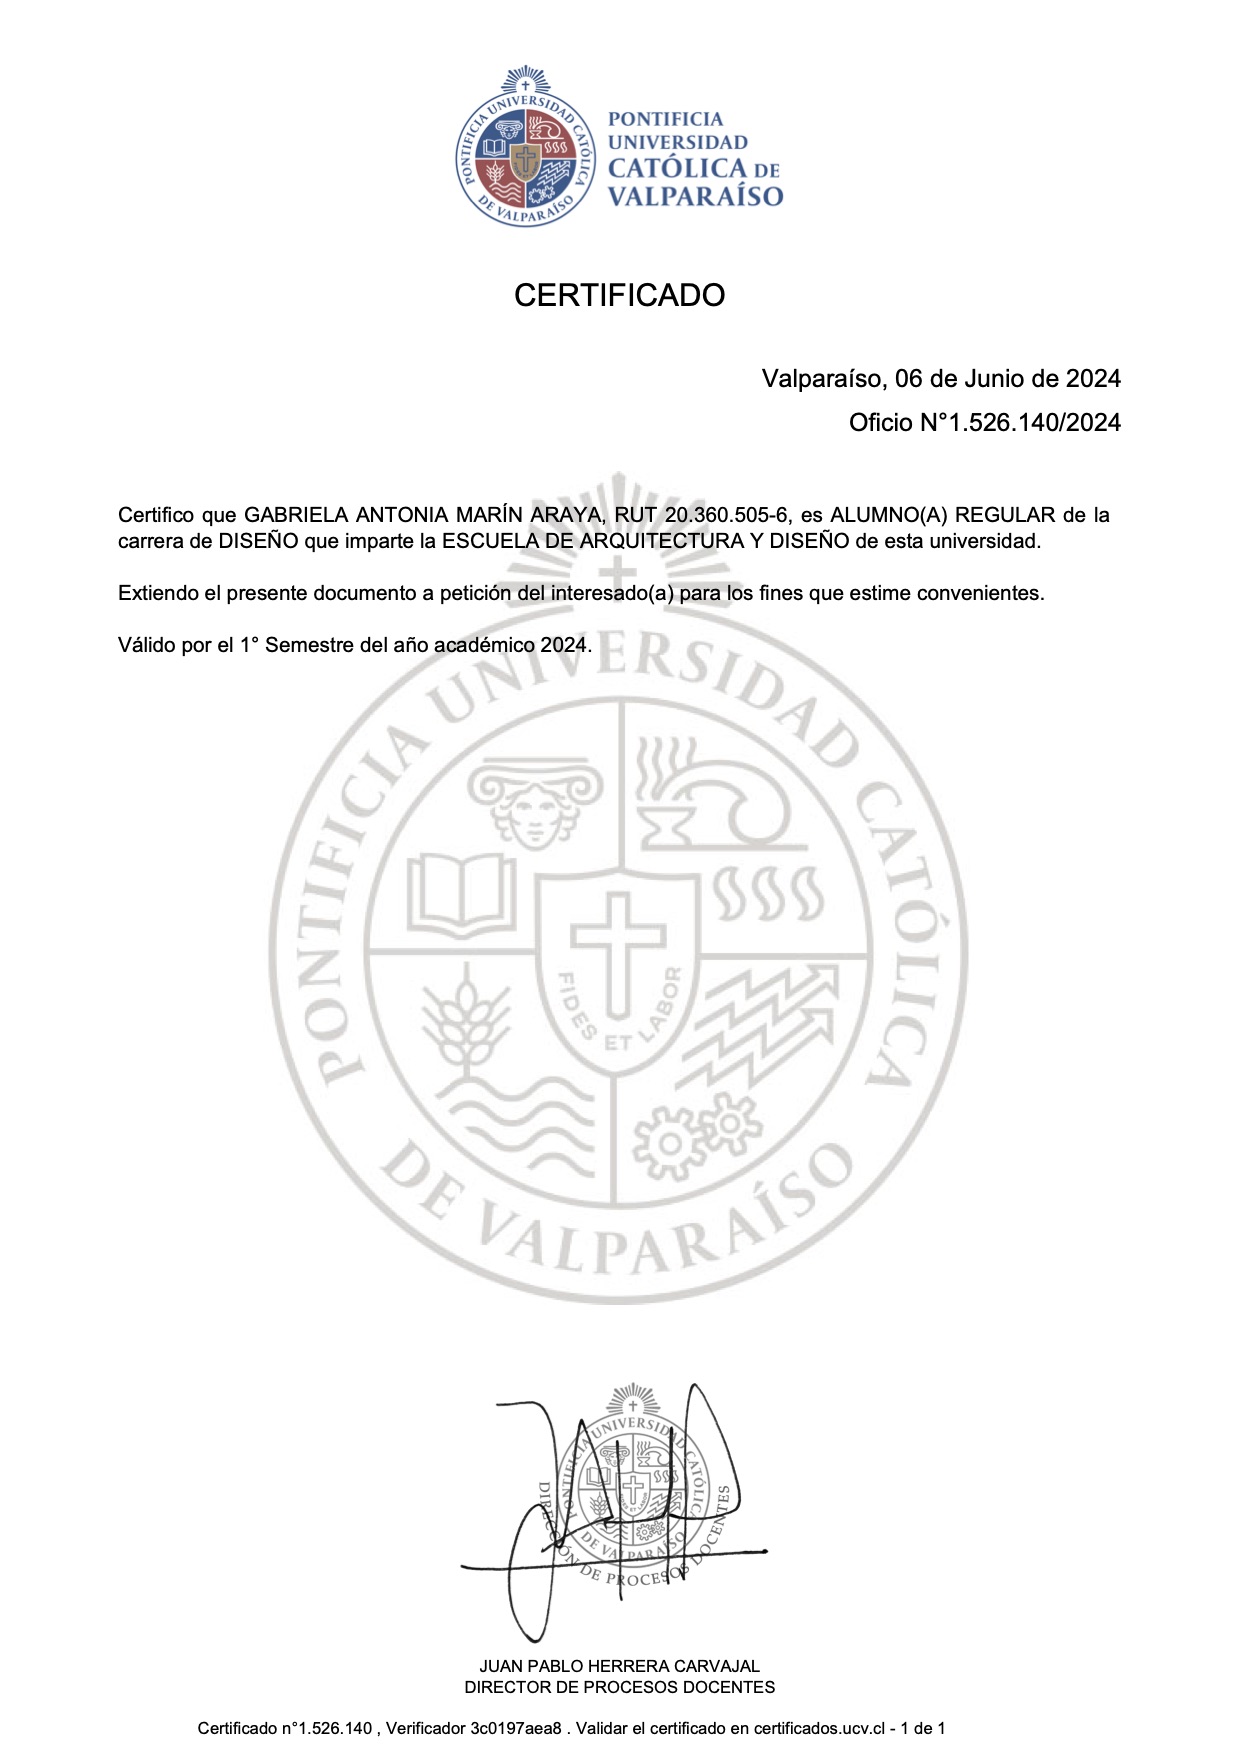 PONTIFICIA UNIVERSIDAD CATÓLICA DE VALPARAÍSO
PONTIFICIA
UNIVERSIDAD
CATÓLICA DE
VALPARAÍSO
CERTIFICADO
Valparaíso, 06 de Junio de 2024
Oficio N°1.526.140/2024
Certifico que GABRIELA ANTONIA MARÍN ARAYA, RUT 20.360.505-6, es ALUMNO(A) REGULAR de la
carrera de DISEÑO que imparte la ESCUELA DE ARQUITECTURA Y DISEÑO de esta universidad.
Extiendo el presente documento a petición del interesado(a) para los fines que estime convenientes.
Válido por el 1° Semestre del año académico 2024.
PONTIFICIA UNIVERSIDAD CATÓLICA DE VALPARAÍSO
FIDES ET LABOR
PONTIFICIA UNIVERSIDAD CATÓLICA DE VALPARAÍSO
DIRECCIÓN DE PROCESOS DOCENTES
JUAN PABLO HERRERA CARVAJAL
DIRECTOR DE PROCESOS DOCENTES
Certificado n°1.526.140 , Verificador 3c0197aea8 . Validar el certificado en certificados.ucv.cl - 1 de 1